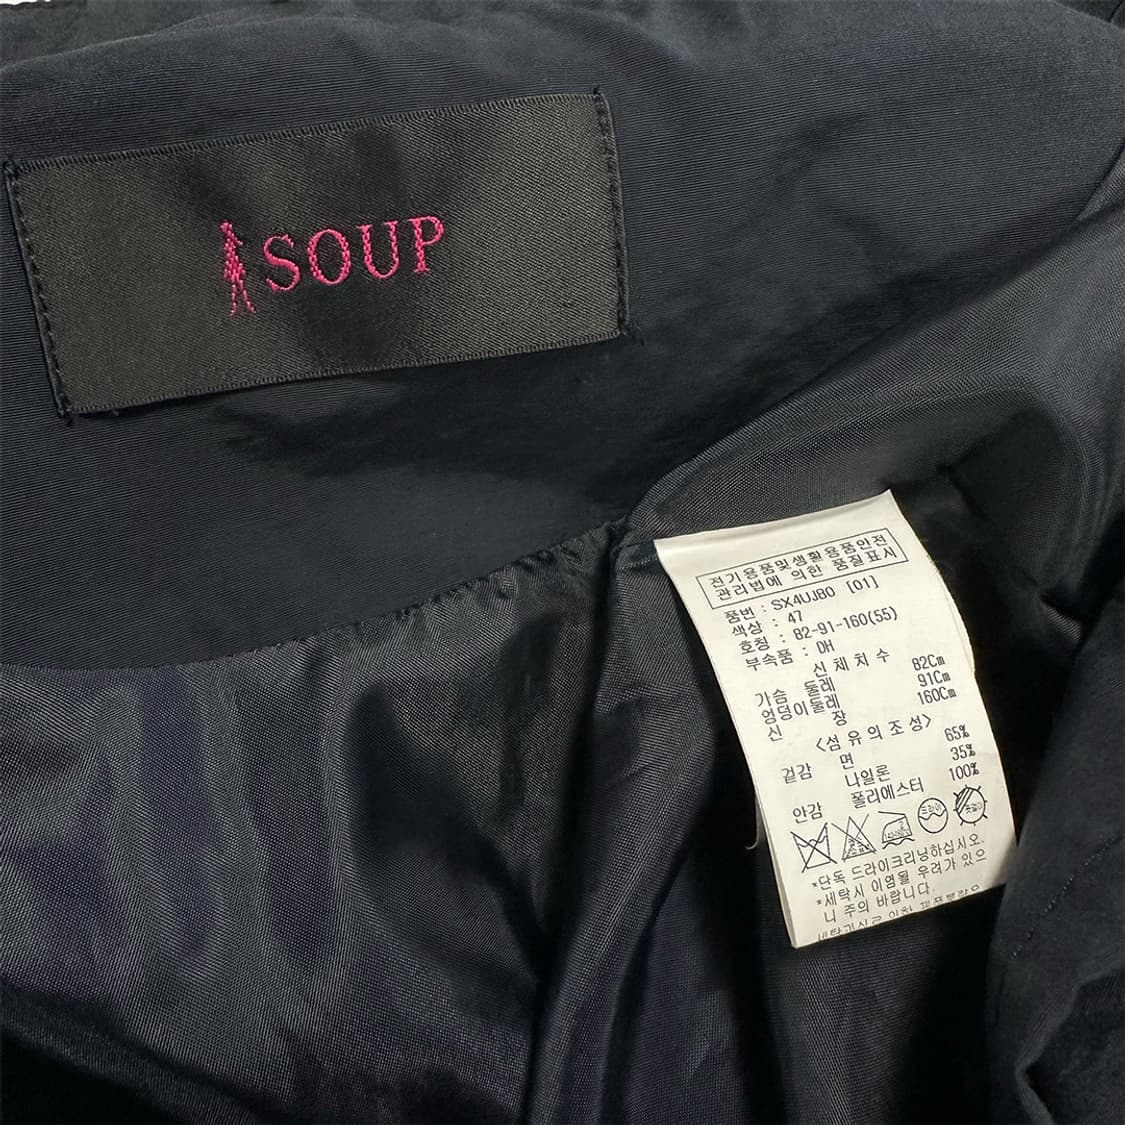 SOUP
전기용품및생활용품안전
관리법에 의한 품질표시
품번 : SX4UJ80 [01]
색상 : 47
호칭 : 82-91-160(55)
부속품 : DH
신체치수
가슴 둘레 82Cm
엉덩이둘레 91Cm
신 장 160Cm
<섬유의조성>
겉감 면 65%
나일론 35%
안감 폴리에스터 100%
드라이
*단독 드라이크리닝하십시오.
*세탁시 이염될 우려가 있으
니 주의 바랍니다.